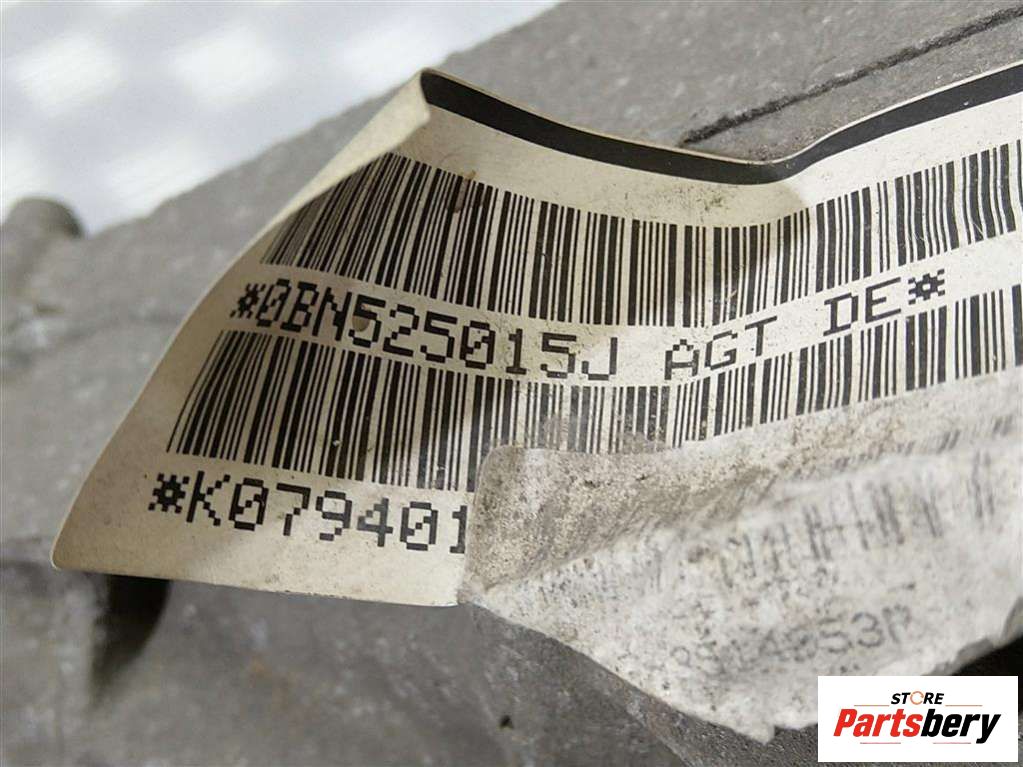 *0BN525015J AGT DE*
*K079401
STORE
Partsbery